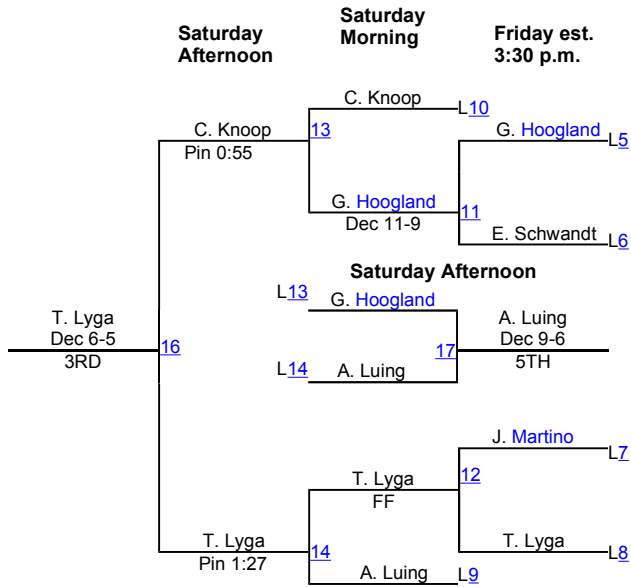 Saturday Afternoon
Saturday Morning
Friday est. 3:30 p.m.
C. Knoop
L10
C. Knoop
13
G. Hoogland
L5
Pin 0:55
G. Hoogland
11
Dec 11-9
E. Schwandt
L6
Saturday Afternoon
L13
G. Hoogland
T. Lyga
A. Luing
Dec 6-5
16
17
Dec 9-6
3RD
L14
A. Luing
5TH
J. Martino
L7
T. Lyga
12
FF
T. Lyga
14
T. Lyga
L8
Pin 1:27
A. Luing
L9